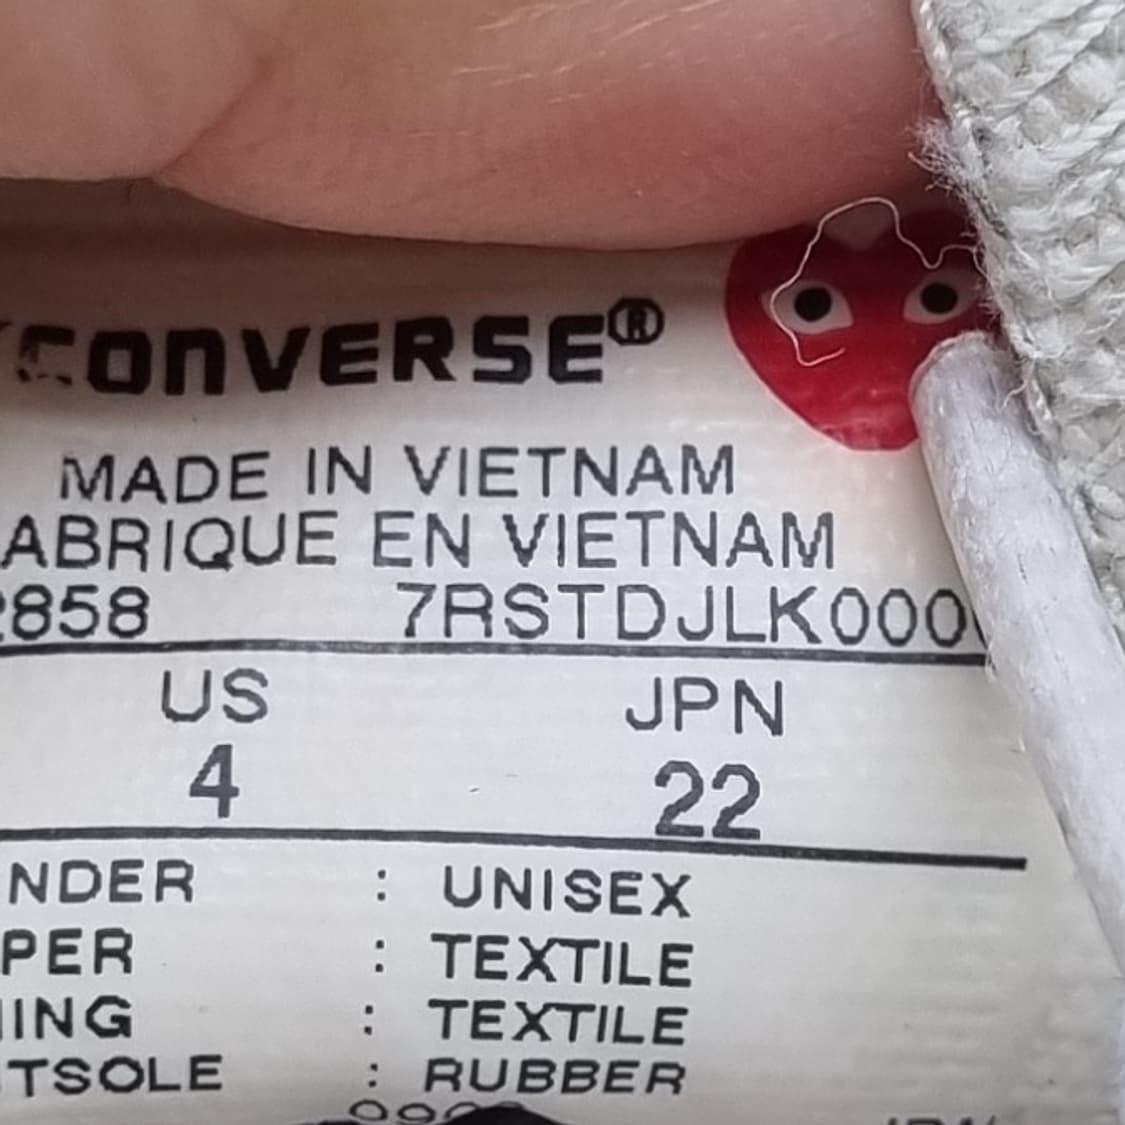 CONVERSE®
MADE IN VIETNAM
ABRIQUE EN VIETNAM
858 7RSTDJLK000
US JPN
4 22
NDER : UNISEX
PER : TEXTILE
ING : TEXTILE
TSOLE : RUBBER